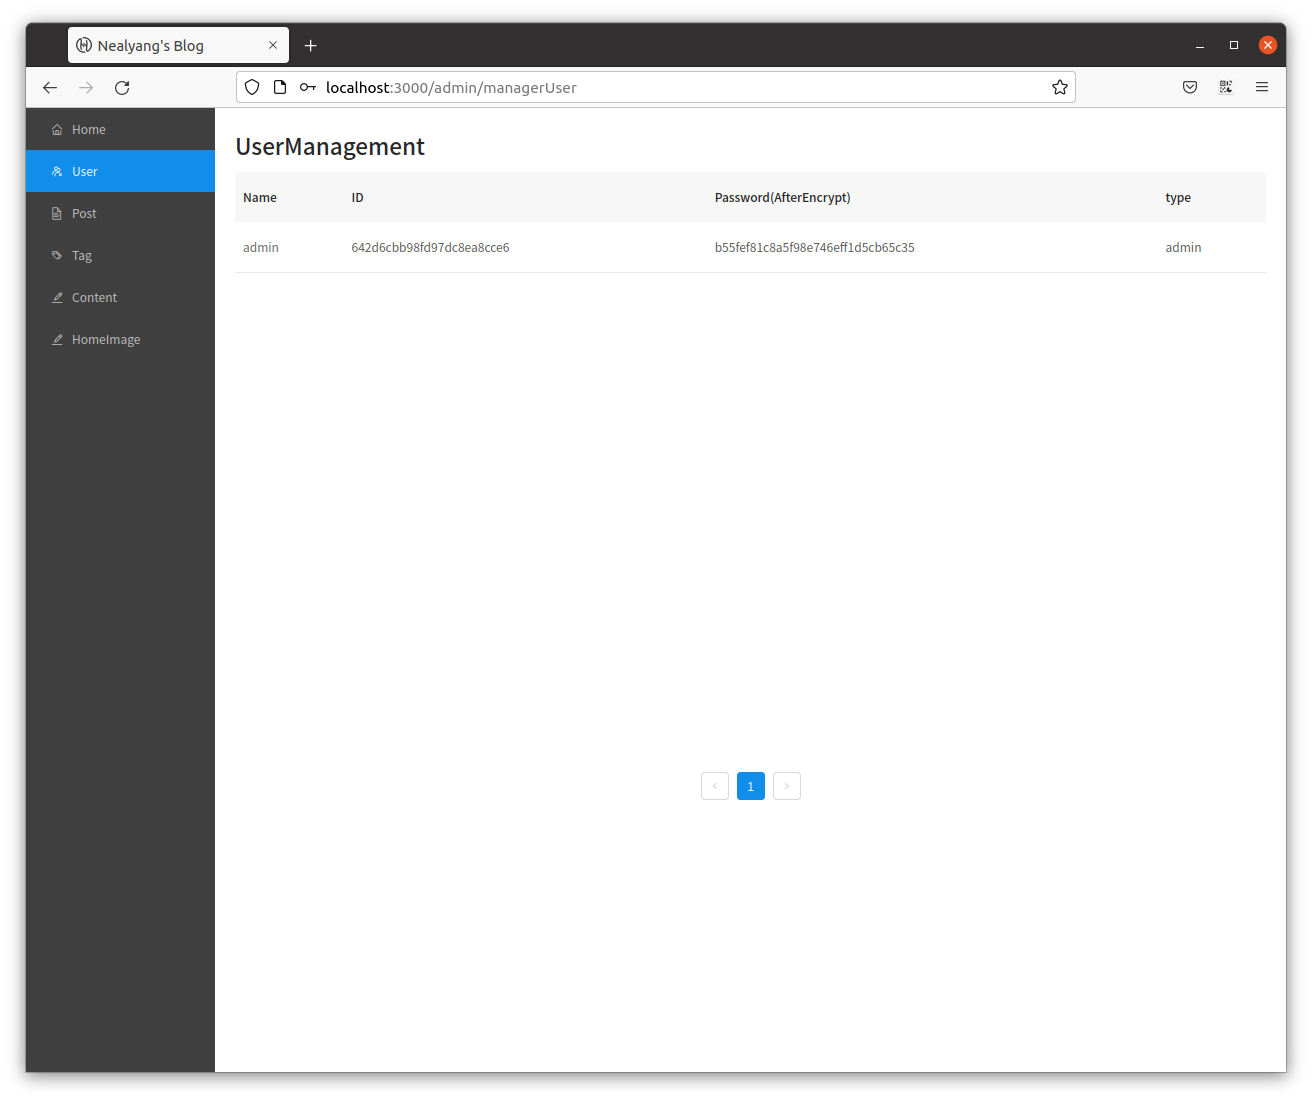 Nealyang's Blog
localhost:3000/admin/managerUser
Home
User
Post
Tag
Content
HomeImage
UserManagement
Name ID Password(AfterEncrypt) type
admin 642d6cbb98fd97dc8ea8cce6 b55fef81c8a5f98e746eff1d5cb65c35 admin
1